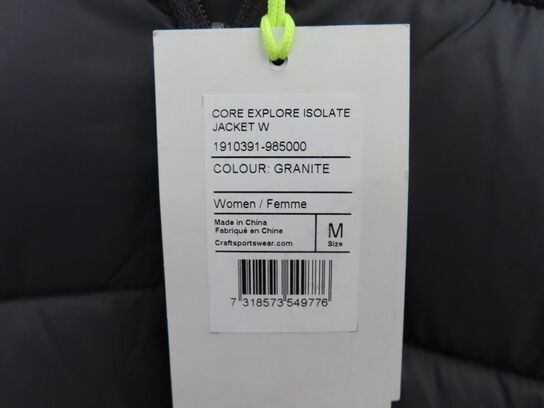 CORE EXPLORE ISOLATE
JACKET W
1910391-985000
COLOUR: GRANITE
Women / Femme
Made in China
Fabriqué en Chine
Craftsportswear.com
M
Size
7 318573 549776